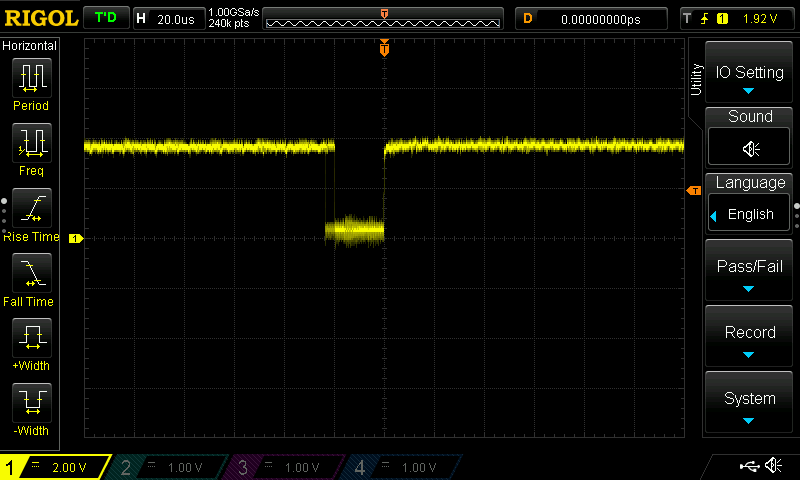 RIGOL T'D H 20.0us 1.00GSa/s 240k pts T D 0.00000000ps T 1 1.92 V
Horizontal
Period
Freq
Rise Time
Fall Time
+Width
-Width
T
1
T
Utility
IO Setting
Sound
Language
English
Pass/Fail
Record
System
1 2.00 V 2 1.00 V 3 1.00 V 4 1.00 V